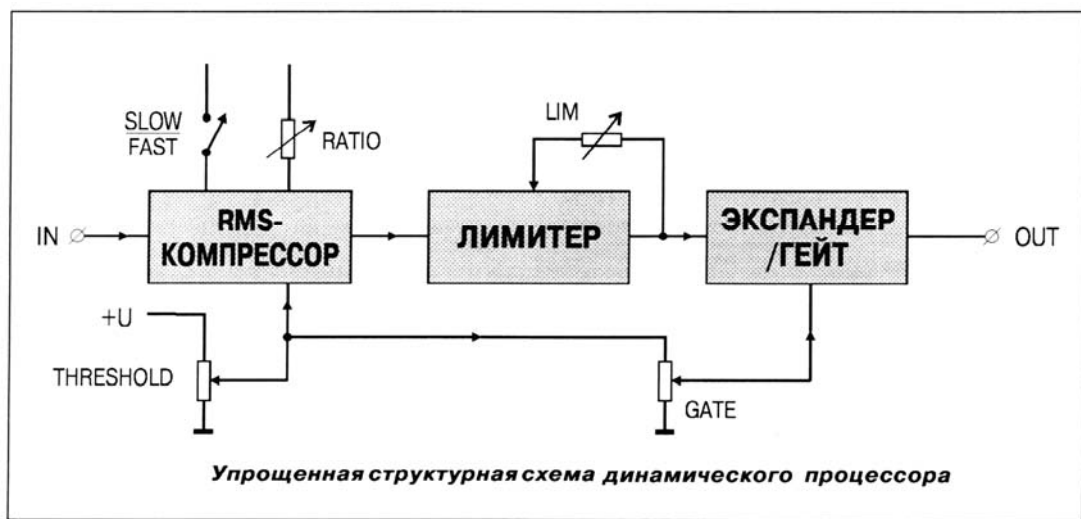 SLOW
FAST
RATIO
LIM
IN
RMS-
КОМПРЕССОР
ЛИМИТЕР
ЭКСПАНДЕР
/ГЕЙТ
OUT
+U
THRESHOLD
GATE
Упрощенная структурная схема динамического процессора